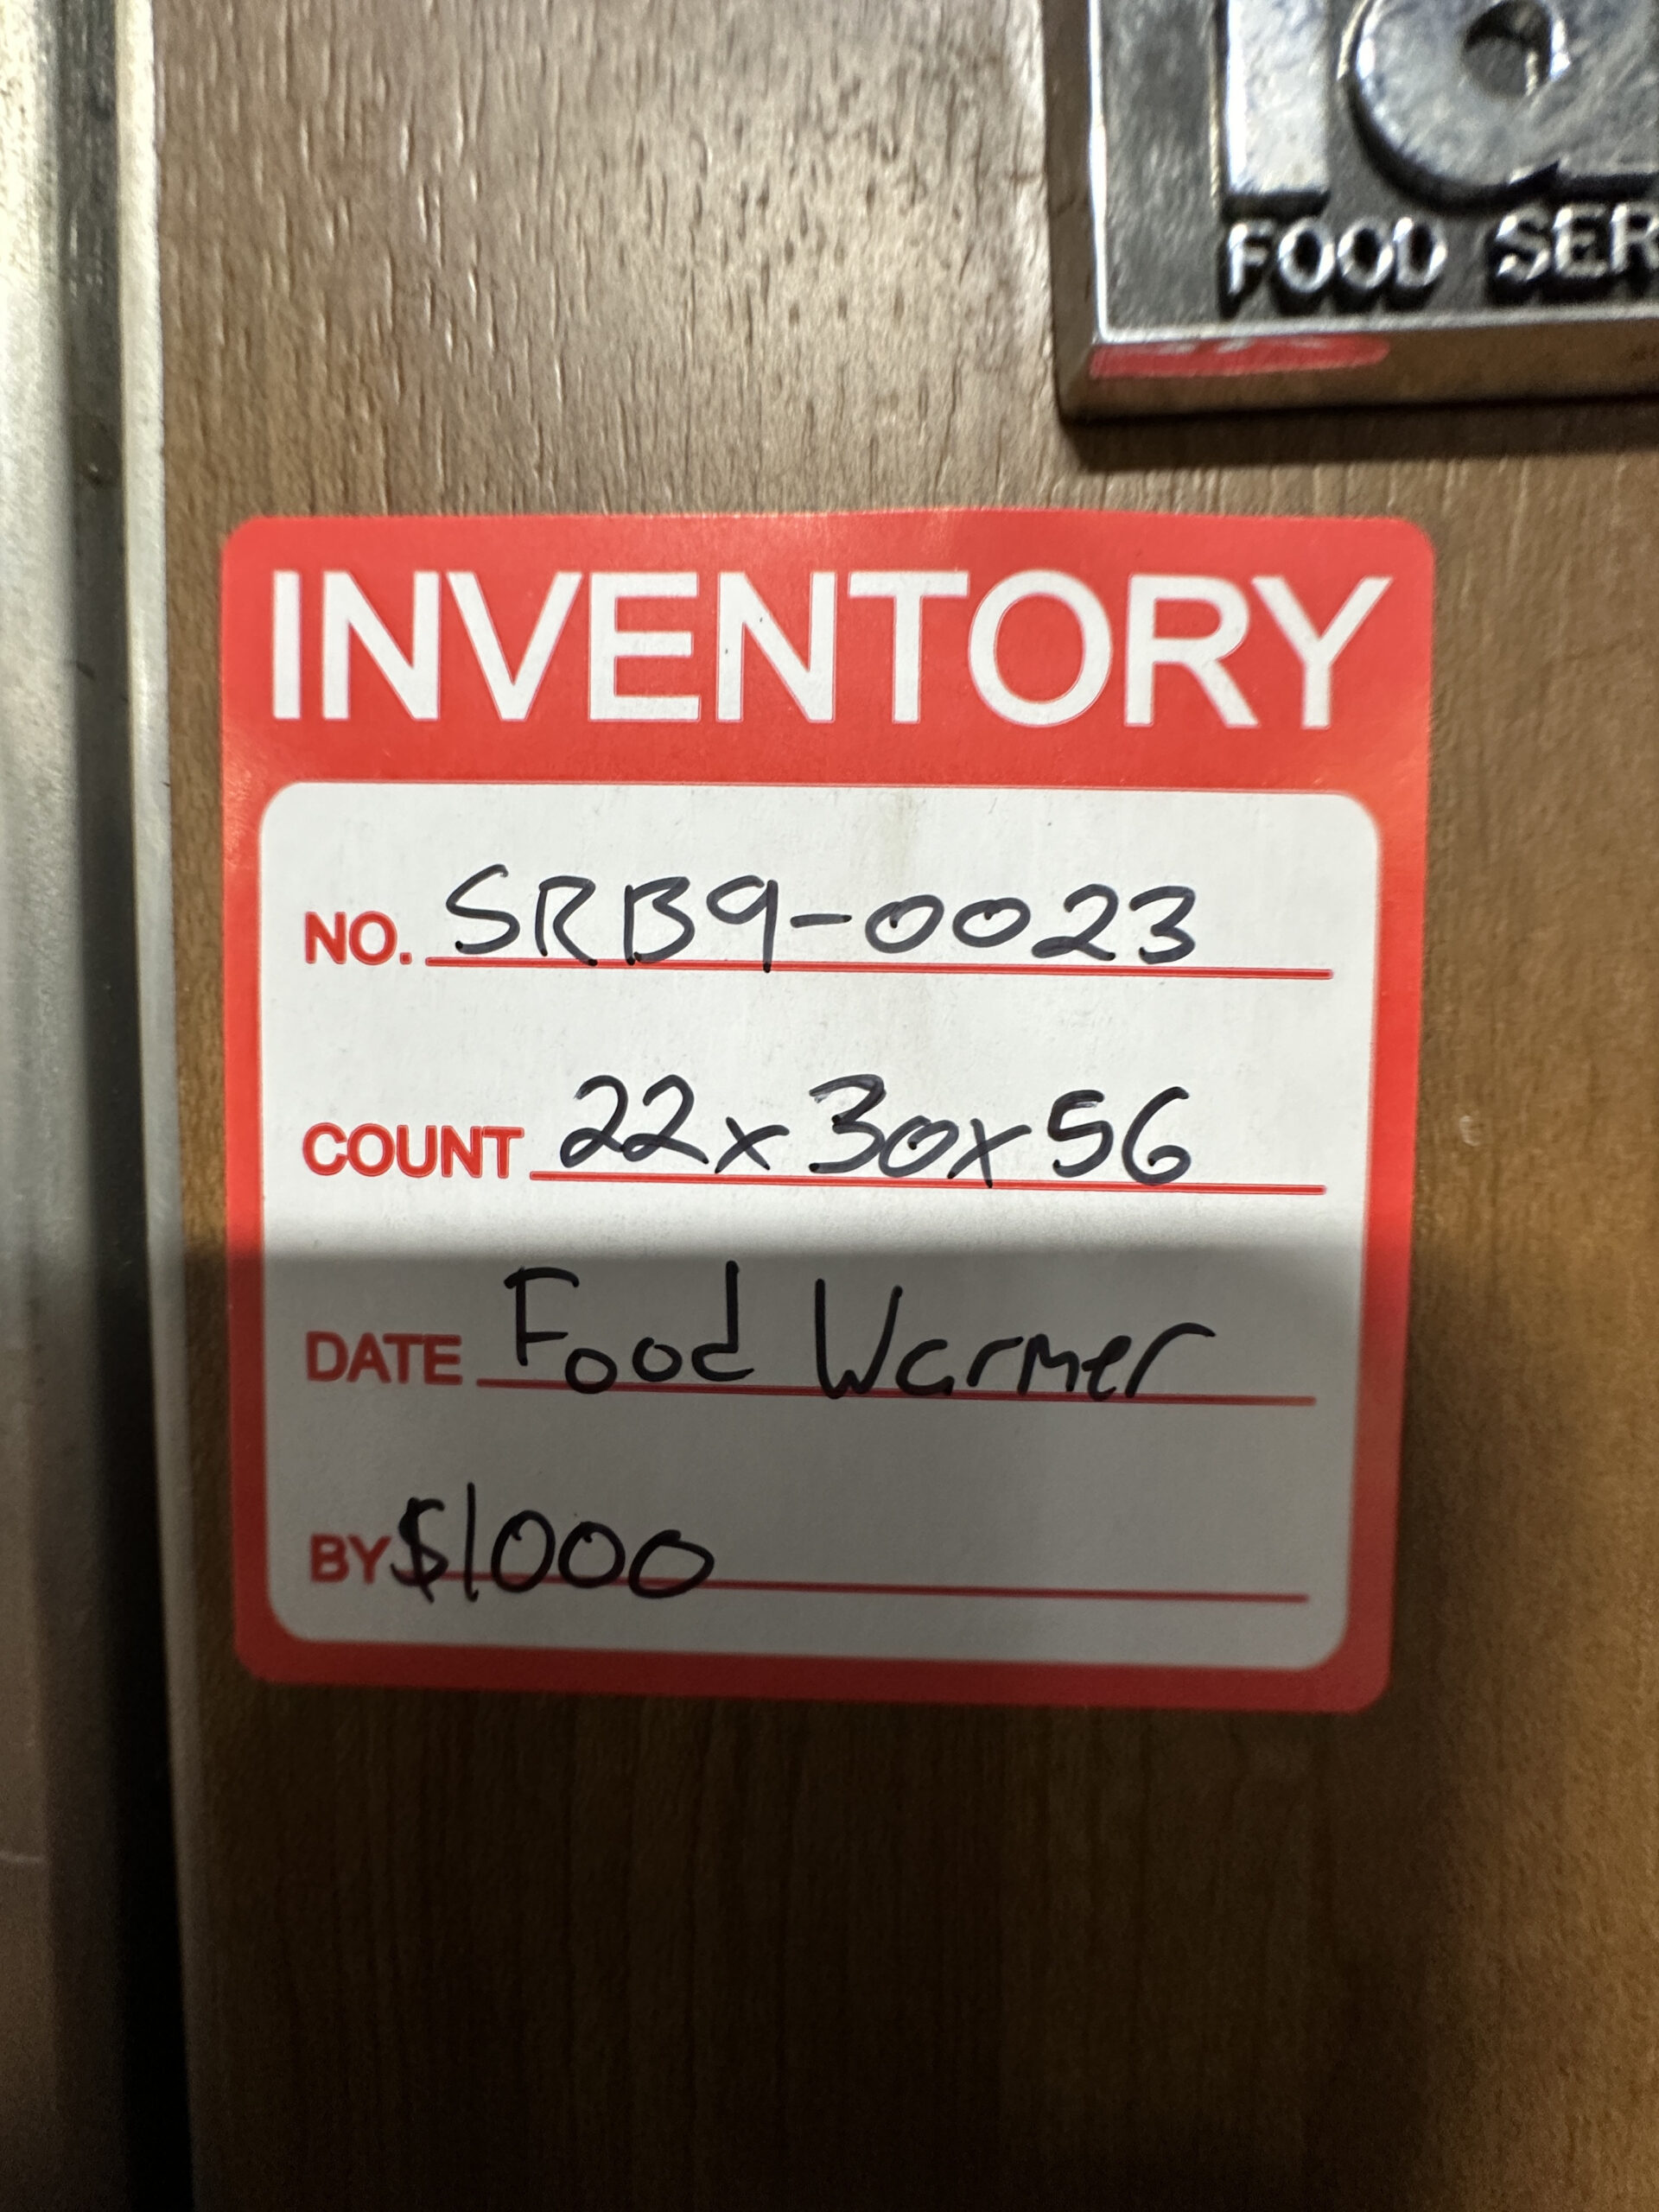 FOOD SER
INVENTORY
NO. SRB9-0023
COUNT 22x30x56
DATE Food Warmer
BY $1000